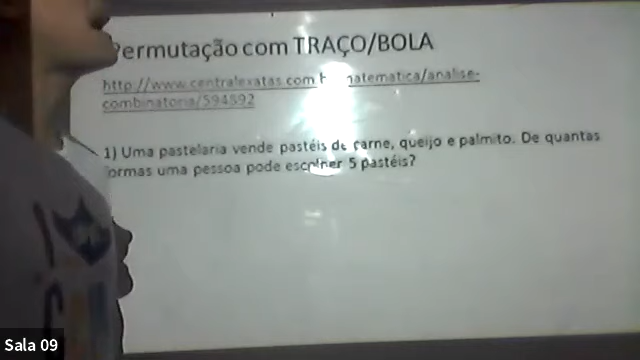 Permutação com TRAÇO/BOLA
http://www.centralexatas.com.br/matematica/analise-
combinatoria/594892
1) Uma pastelaria vende pastéis de carne, queijo e palmito. De quantas
formas uma pessoa pode escolher 5 pastéis?
Sala 09